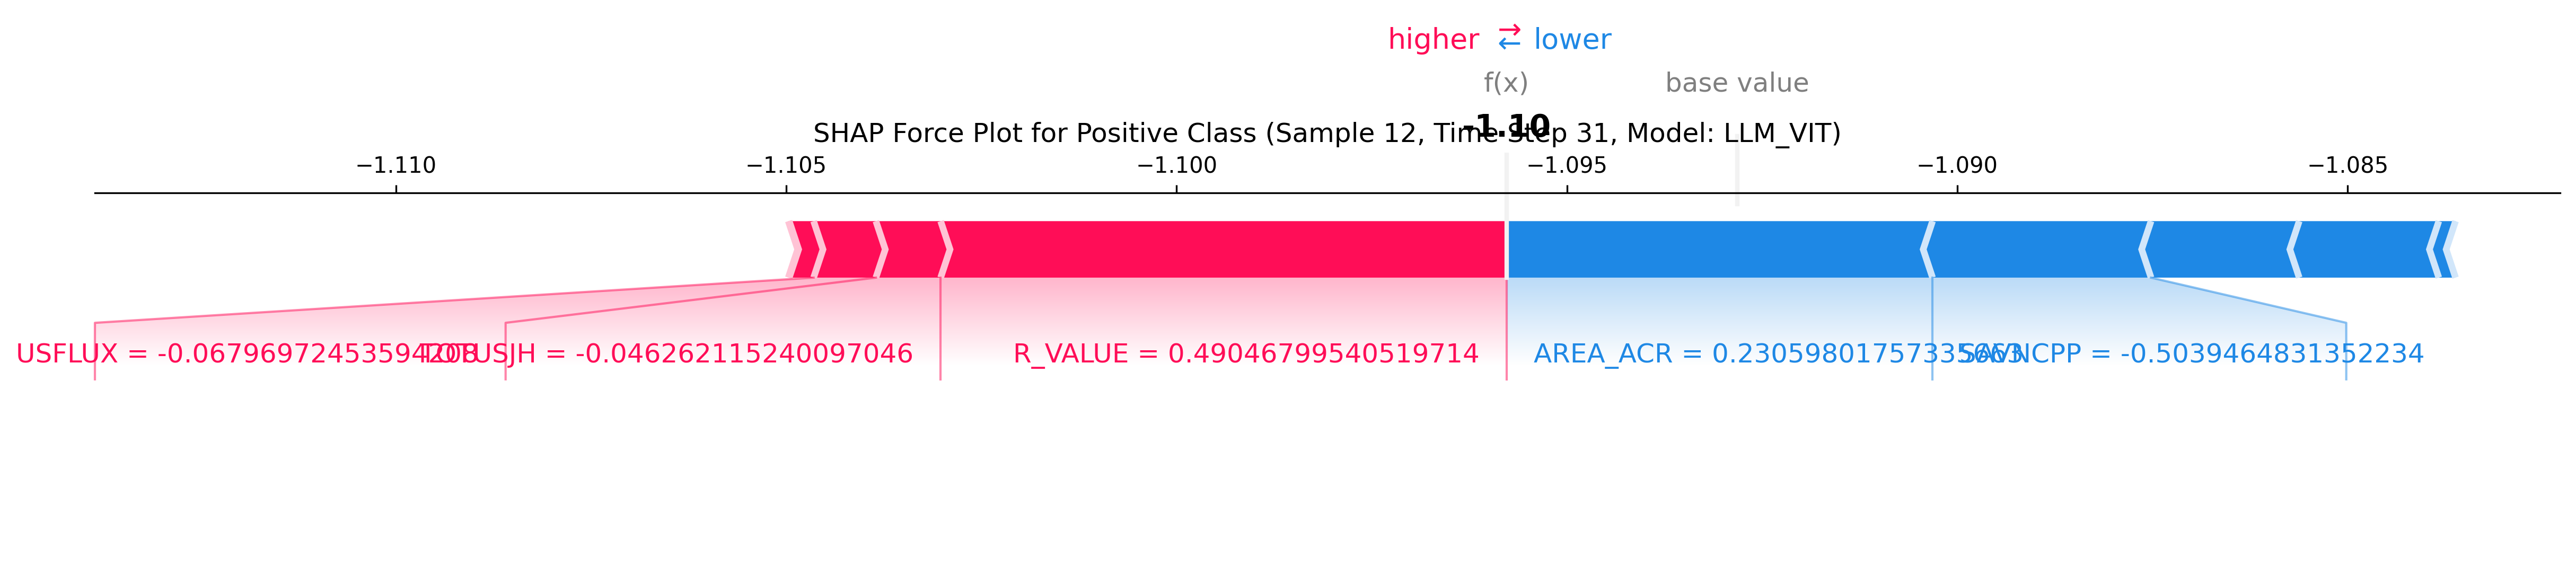 higher ⇄ lower
f(x) base value
-1.10
SHAP Force Plot for Positive Class (Sample 12, Time Step 31, Model: LLM_VIT)
−1.110 −1.105 −1.100 −1.095 −1.090 −1.085
USFLUX = -0.06796972453594208 TOTUSJH = -0.046262115240097046 R_VALUE = 0.49046799540519714 AREA_ACR = 0.2305980175733566 SAVNCPP = -0.5039464831352234